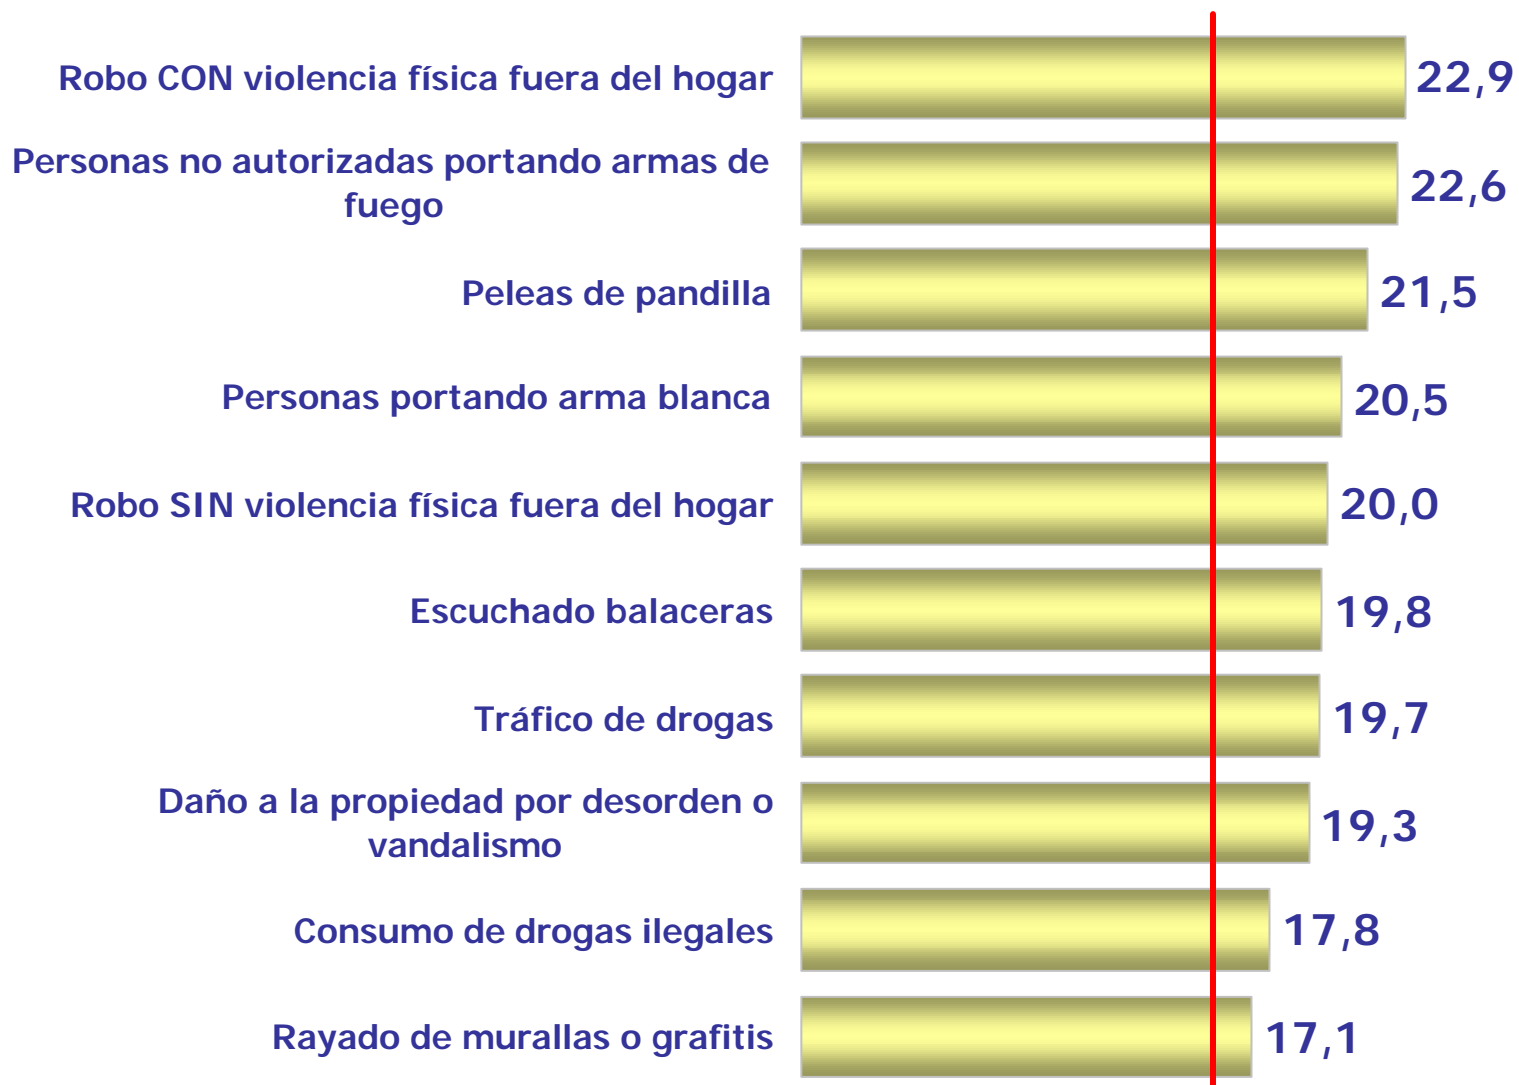 Robo CON violencia física fuera del hogar 22,9
Personas no autorizadas portando armas de
fuego 22,6
Peleas de pandilla 21,5
Personas portando arma blanca 20,5
Robo SIN violencia física fuera del hogar 20,0
Escuchado balaceras 19,8
Tráfico de drogas 19,7
Daño a la propiedad por desorden o
vandalismo 19,3
Consumo de drogas ilegales 17,8
Rayado de murallas o grafitis 17,1